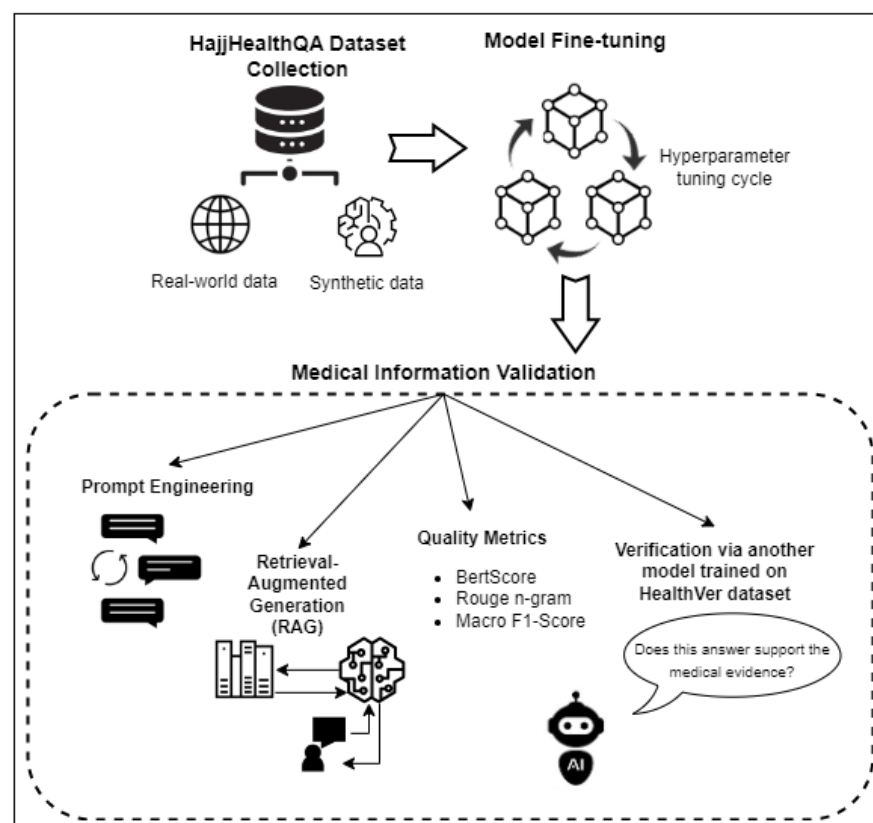 HajjHealthQA Dataset
Collection
Model Fine-tuning
Hyperparameter
tuning cycle
Real-world data
Synthetic data
Medical Information Validation
Prompt Engineering
Retrieval-
Augmented
Generation
(RAG)
Quality Metrics
• BertScore
• Rouge n-gram
• Macro F1-Score
Verification via another
model trained on
HealthVer dataset
Does this answer support the
medical evidence?
AI